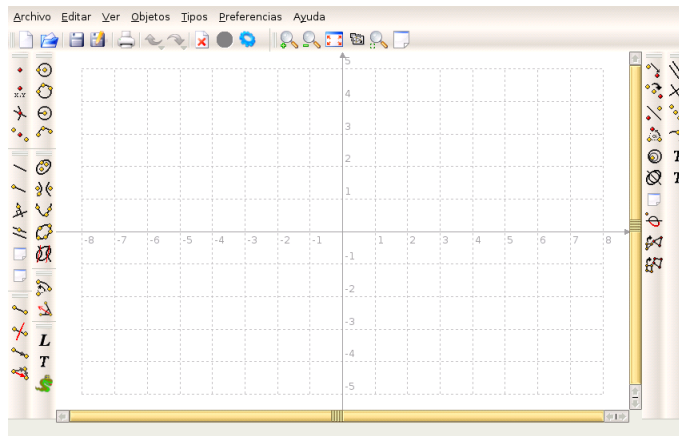 Archivo Editar Ver Objetos Tipos Preferencias Ayuda
5
4
3
2
1
-8 -7 -6 -5 -4 -3 -2 -1 1 2 3 4 5 6 7 8
-1
-2
-3
-4
-5
x,y
L
T
T
T